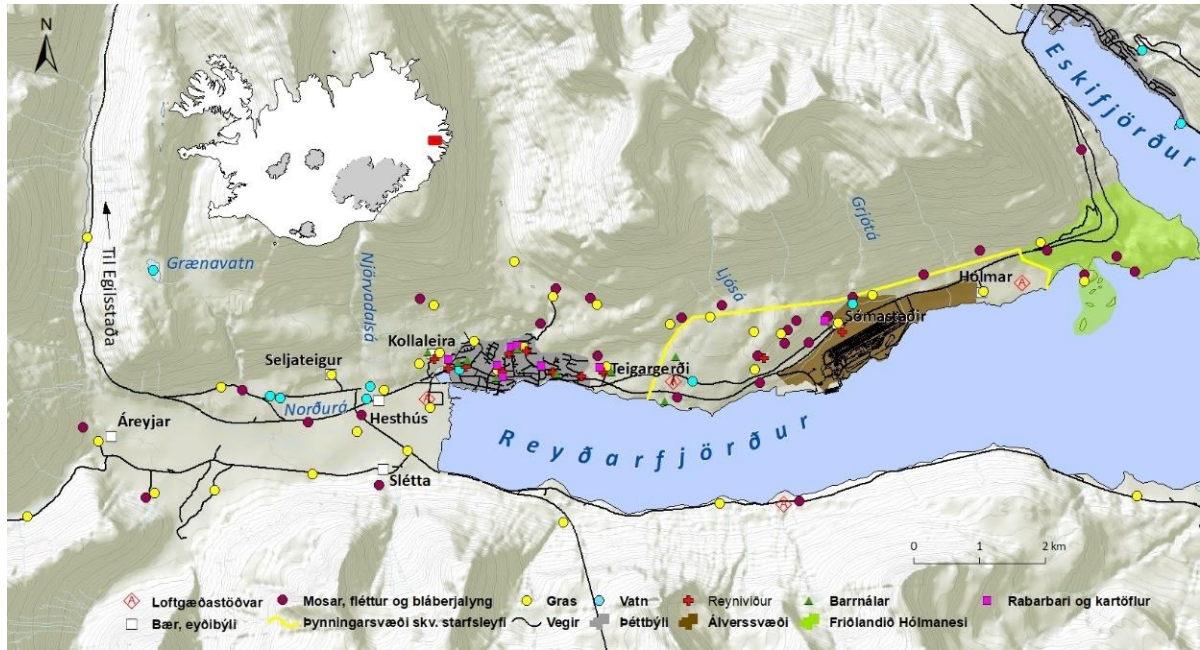 N
Eskifjörður
Til Egilsstaða
Grænavatn
Njörvadalsá
Ljósá
Grjótá
Hólmar
Sómastaðir
Kollaleira
Seljateigur
Teigargerði
Norðurá
Hesthús
Áreyjar
Reyðarfjörður
Slétta
0 1 2 km
A Loftgæðastöðvar Mosar, fléttur og bláberjalyng Gras Vatn Reyniviður Barrnálar Rabarbari og kartöflur
Bær, eyðibýli Þynningarsvæði skv. starfsleyfi Vegir Þéttbýli Álverssvæði Friðlandið Hólmanesi